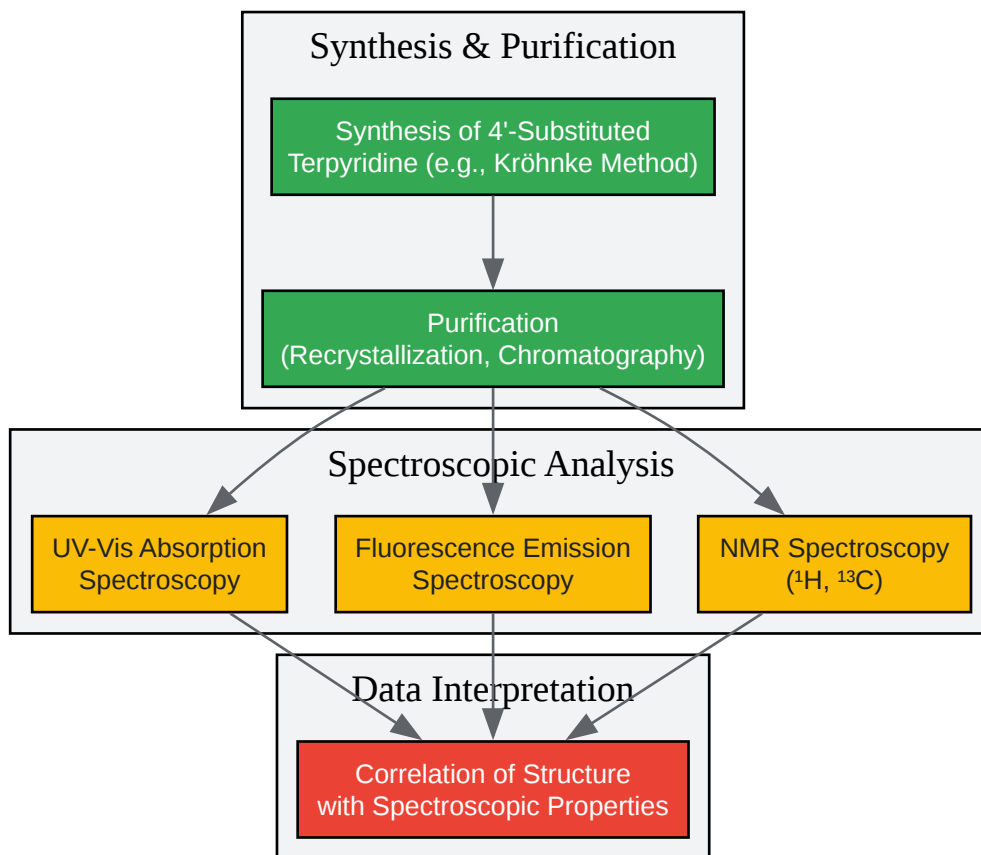 Synthesis & Purification
Synthesis of 4'-Substituted
Terpyridine (e.g., Kröhnke Method)
Purification
(Recrystallization, Chromatography)
Spectroscopic Analysis
UV-Vis Absorption
Spectroscopy
Fluorescence Emission
Spectroscopy
NMR Spectroscopy
(¹H, ¹³C)
Data Interpretation
Correlation of Structure
with Spectroscopic Properties